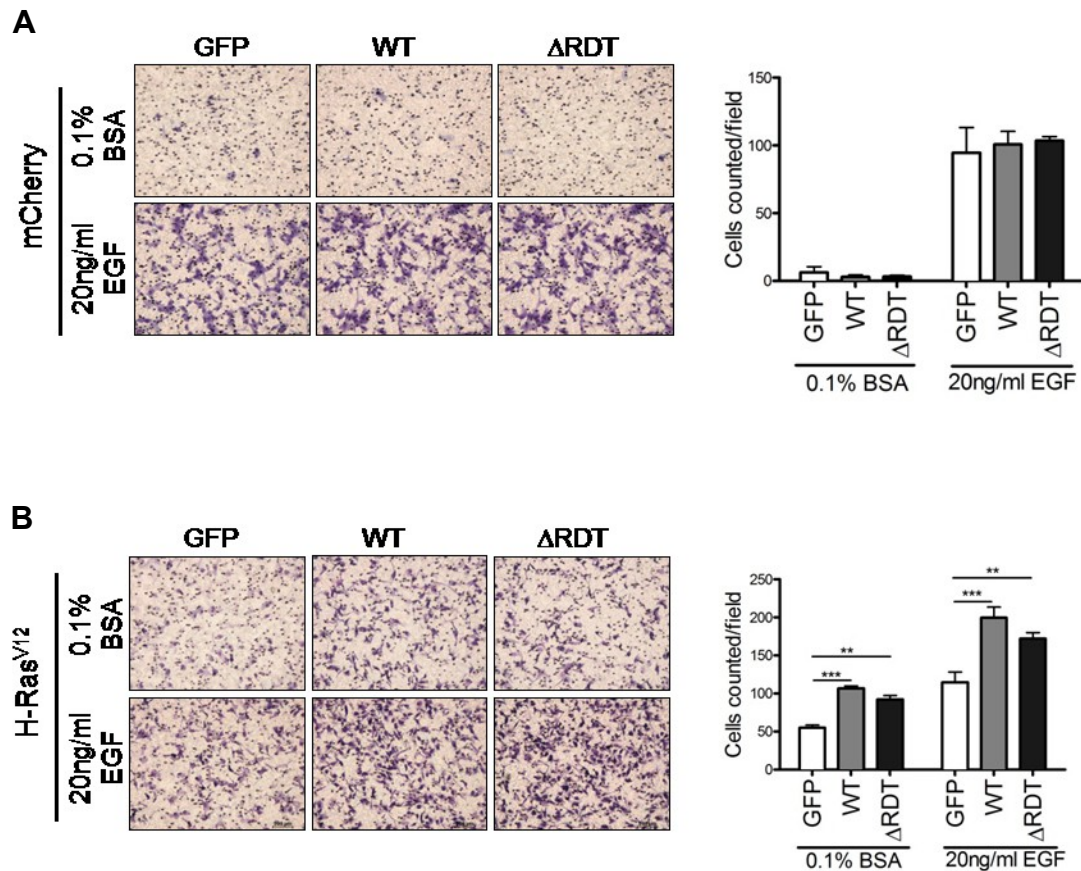 A
GFP
WT
ΔRDT
mCherry
0.1%
BSA
20ng/ml
EGF
Cells counted/field
150
100
50
0
GFP
WT
ΔRDT
GFP
WT
ΔRDT
0.1% BSA
20ng/ml EGF
B
GFP
WT
ΔRDT
H-Ras^V12
0.1%
BSA
20ng/ml
EGF
Cells counted/field
250
200
150
100
50
0
**
***
**
***
GFP
WT
ΔRDT
GFP
WT
ΔRDT
0.1% BSA
20ng/ml EGF